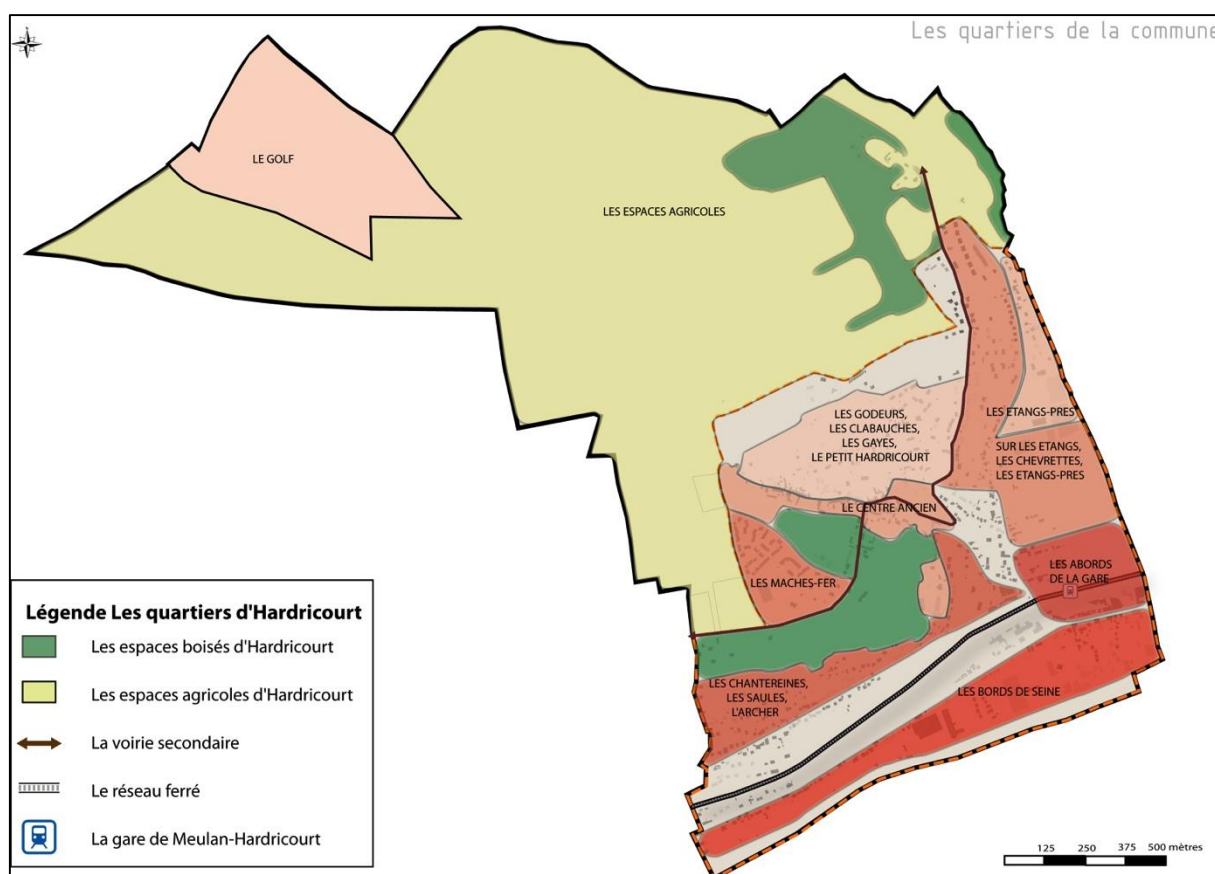 Les quartiers de la commune
LE GOLF
LES ESPACES AGRICOLES
LES GODEURS,
LES CLABAUCHES,
LES GAYES,
LE PETIT HARDRICOURT
LES ETANGS-PRES
SUR LES ETANGS,
LES CHEVRETTES,
LES ETANGS-PRES
LE CENTRE ANCIEN
LES MACHES-FER
LES ABORDS
DE LA GARE
LES CHANTEREINES,
LES SAULES,
L'ARCHER
LES BORDS DE SEINE
Légende Les quartiers d'Hardricourt
Les espaces boisés d'Hardricourt
Les espaces agricoles d'Hardricourt
La voirie secondaire
Le réseau ferré
La gare de Meulan-Hardricourt
125 250 375 500 mètres